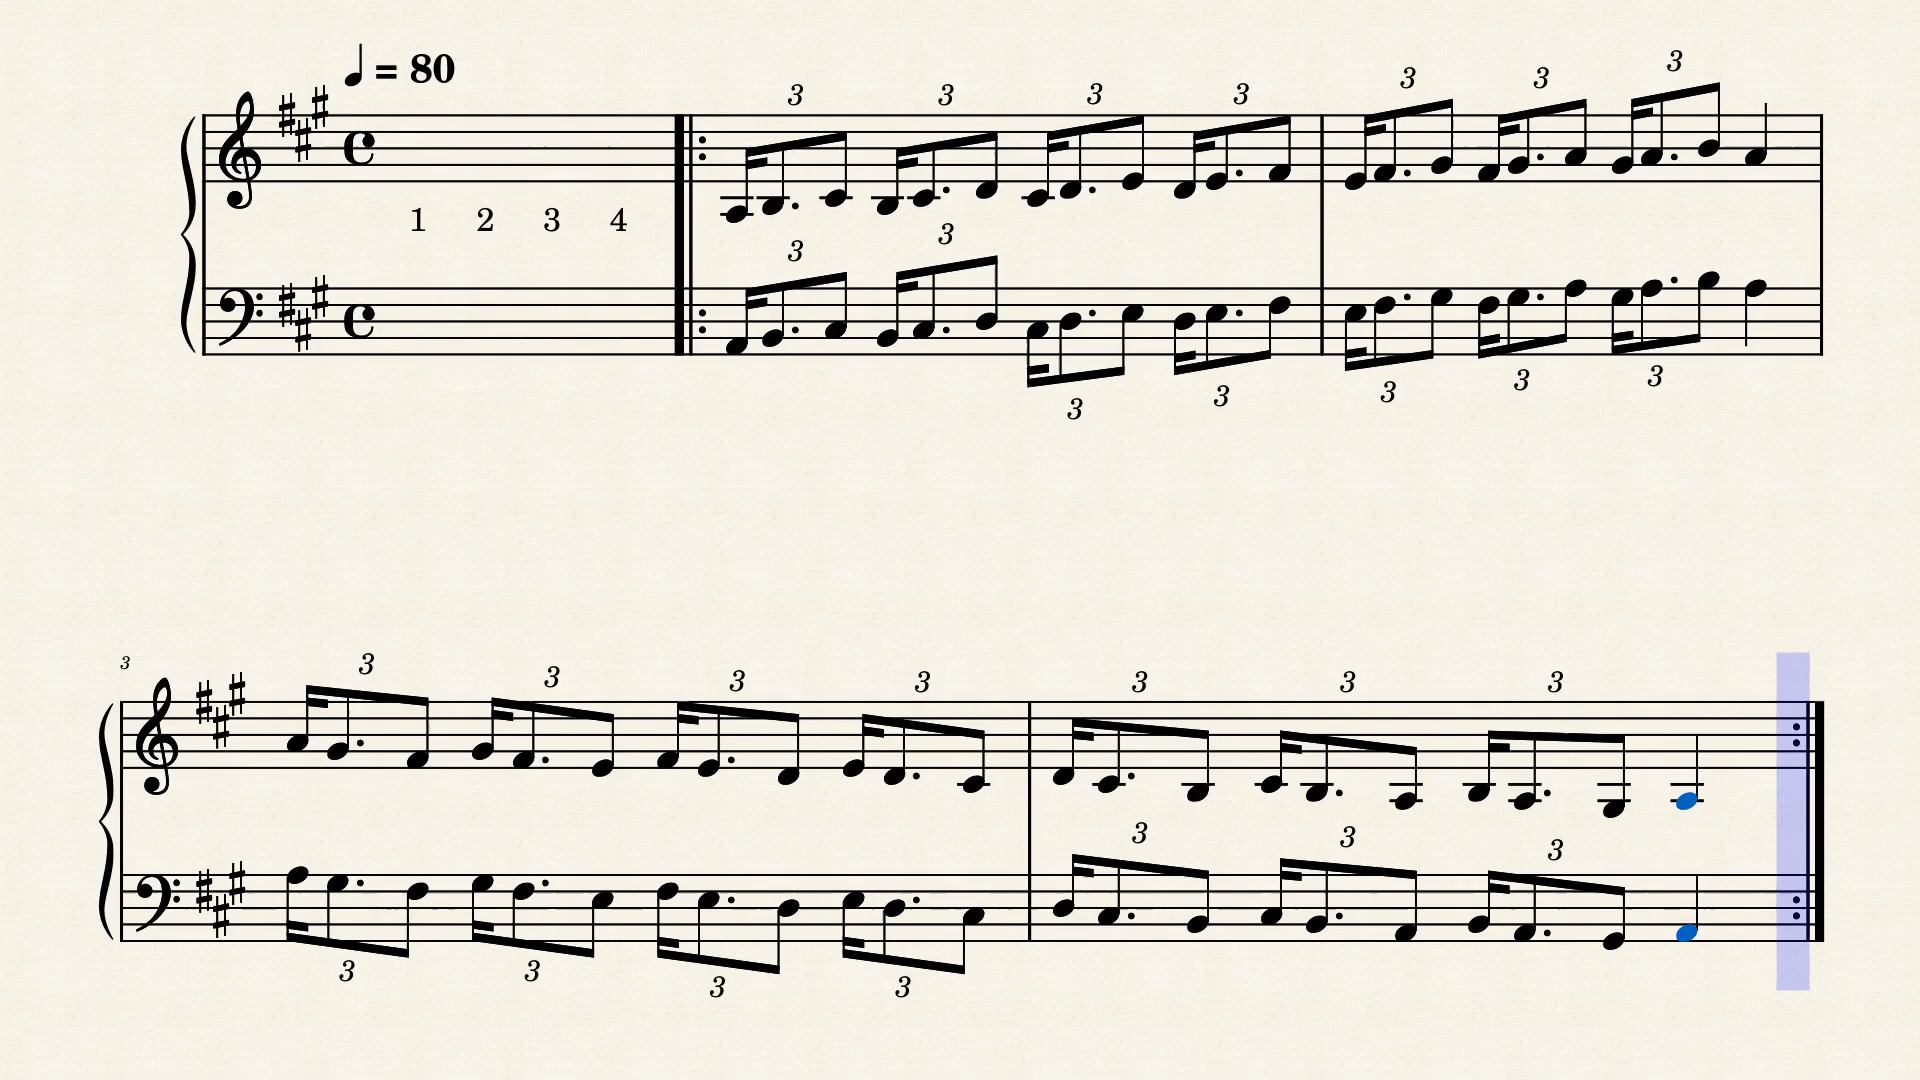 ♩ = 80
3 3 3 3 3 3 3
1 2 3 4
3 3
3 3 3 3 3
3
3 3 3 3 3 3 3
3 3 3
3 3 3 3